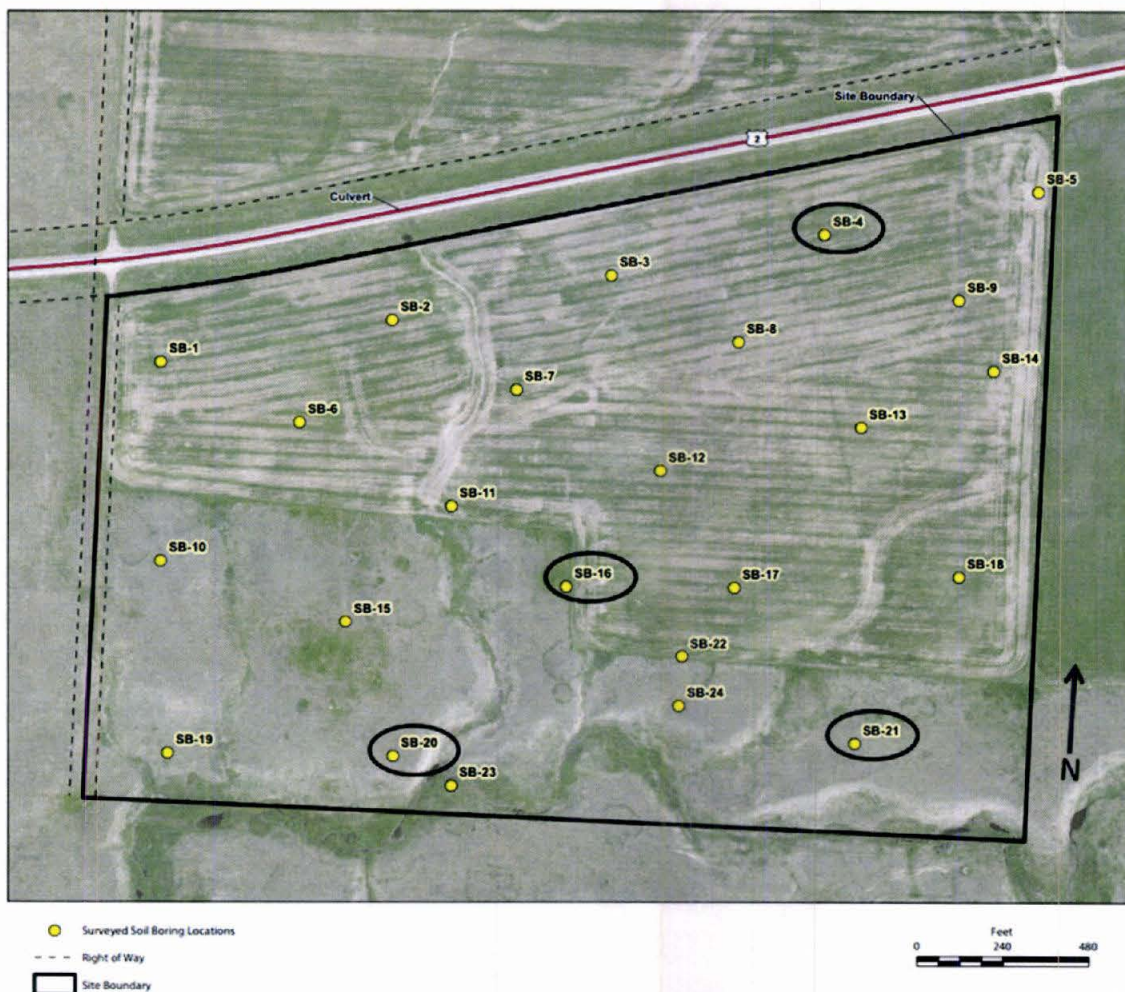 Site Boundary
2
Culvert
SB-5
SB-4
SB-3
SB-9
SB-2
SB-8
SB-1
SB-14
SB-7
SB-6
SB-13
SB-12
SB-11
SB-10
SB-16
SB-17
SB-18
SB-15
SB-22
SB-24
SB-19
SB-20
SB-21
SB-23
N
Surveyed Soil Boring Locations
Right of Way
Site Boundary
Feet
0 240 480